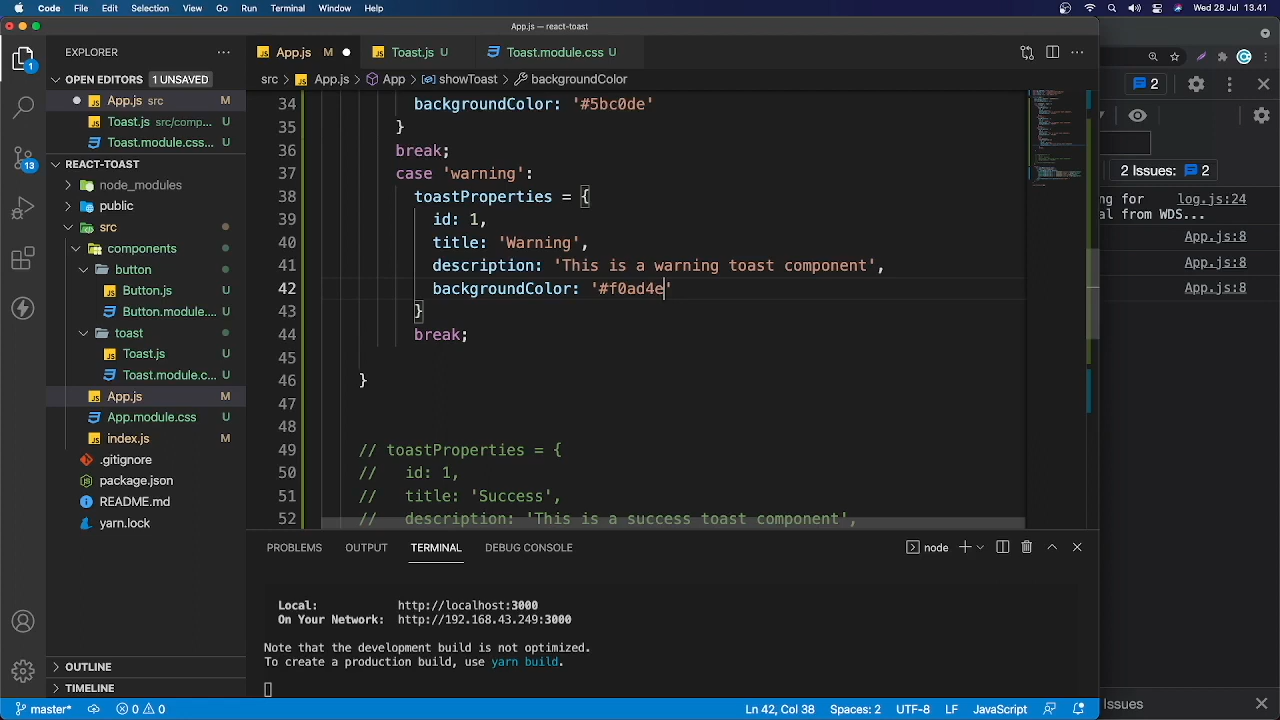 Code File Edit Selection View Go Run Terminal Window Help Wed 28 Jul 13.41
App.js — react-toast
EXPLORER
App.js M
Toast.js U
Toast.module.css U
OPEN EDITORS 1 UNSAVED
src > App.js > App > showToast > backgroundColor
App.js src M
Toast.js src/comp... U
Toast.module.css... U
REACT-TOAST
node_modules
public
src
components
button
Button.js U
Button.module... U
toast
Toast.js U
Toast.module.c... U
App.js M
App.module.css U
index.js M
.gitignore
package.json
README.md
yarn.lock
OUTLINE
TIMELINE
1
13
34 backgroundColor: '#5bc0de'
35 }
36 break;
37 case 'warning':
38 toastProperties = {
39 id: 1,
40 title: 'Warning',
41 description: 'This is a warning toast component',
42 backgroundColor: '#f0ad4e'
43 }
44 break;
45
46 }
47
48
49 // toastProperties = {
50 // id: 1,
51 // title: 'Success',
52 // description: 'This is a success toast component',
PROBLEMS OUTPUT TERMINAL DEBUG CONSOLE
node
Local: http://localhost:3000
On Your Network: http://192.168.43.249:3000
Note that the development build is not optimized.
To create a production build, use yarn build.
2
2 Issues: 2
log.js:24
al from WDS...
App.js:8
App.js:8
App.js:8
Issues
master* 0 0 Ln 42, Col 38 Spaces: 2 UTF-8 LF JavaScript